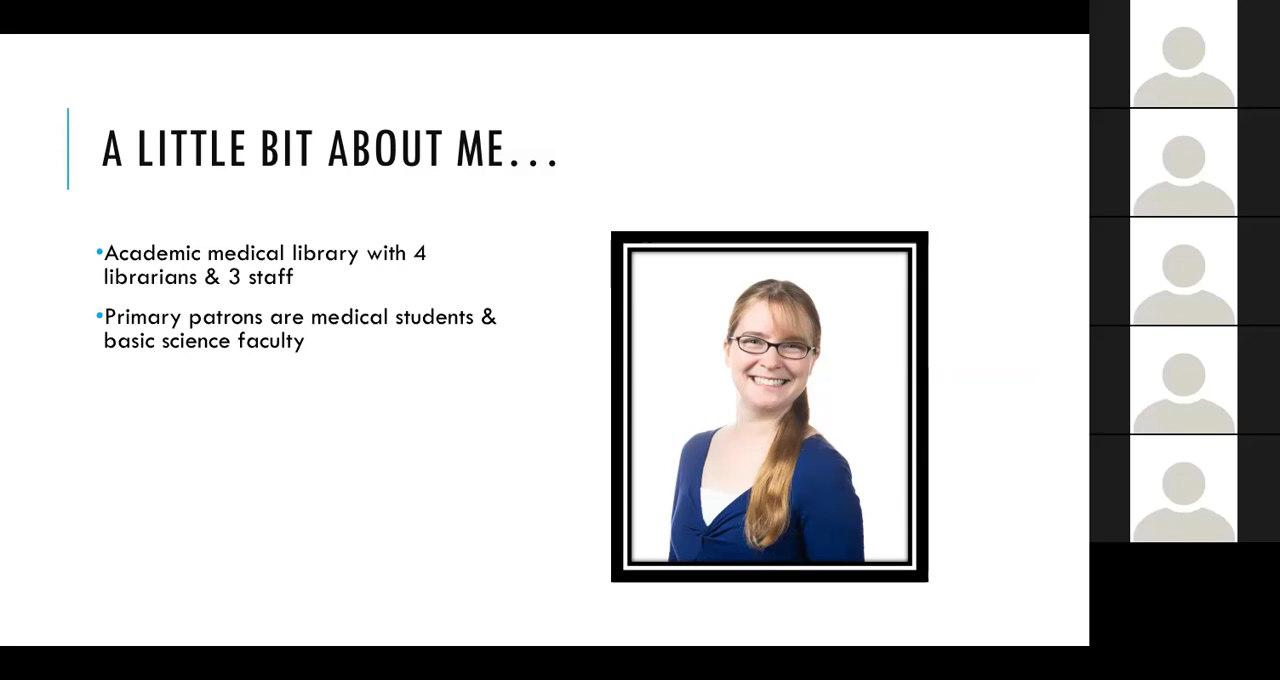 A LITTLE BIT ABOUT ME...
•Academic medical library with 4
librarians & 3 staff
•Primary patrons are medical students &
basic science faculty